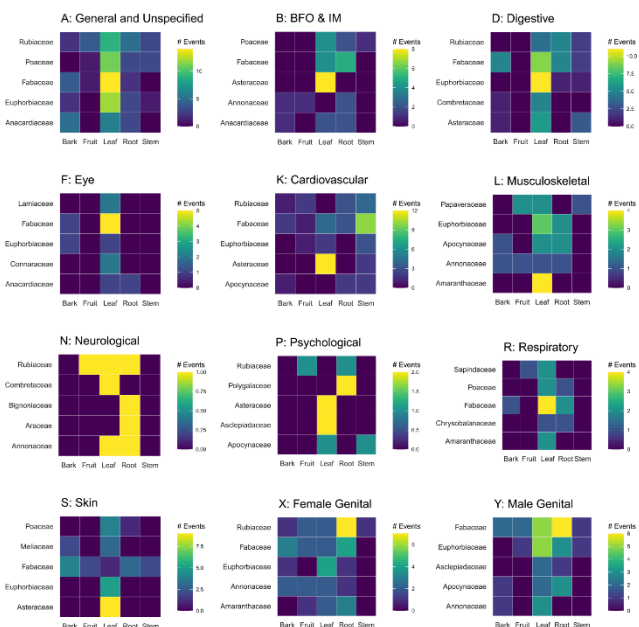 A: General and Unspecified
# Events
Rubiaceae
Poaceae
Fabaceae
Euphorbiaceae
Anacardiaceae
10
5
0
Bark Fruit Leaf Root Stem
B: BFO & IM
# Events
Poaceae
Fabaceae
Asteraceae
Annonaceae
Anacardiaceae
8
6
4
2
0
Bark Fruit Leaf Root Stem
D: Digestive
# Events
Rubiaceae
Fabaceae
Euphorbiaceae
Combretaceae
Asteraceae
10.0
7.5
5.0
2.5
0.0
Bark Fruit Leaf Root Stem
F: Eye
# Events
Lamiaceae
Fabaceae
Euphorbiaceae
Connaraceae
Anacardiaceae
5
4
3
2
1
0
Bark Fruit Leaf Root Stem
K: Cardiovascular
# Events
Rubiaceae
Fabaceae
Euphorbiaceae
Asteraceae
Apocynaceae
12
9
6
3
0
Bark Fruit Leaf Root Stem
L: Musculoskeletal
# Events
Papaveraceae
Euphorbiaceae
Apocynaceae
Annonaceae
Amaranthaceae
4
3
2
1
0
Bark Fruit Leaf Root Stem
N: Neurological
# Events
Rubiaceae
Combretaceae
Bignoniaceae
Araceae
Annonaceae
1.00
0.75
0.50
0.25
0.00
Bark Fruit Leaf Root Stem
P: Psychological
# Events
Rubiaceae
Polygalaceae
Asteraceae
Asclepiadaceae
Apocynaceae
2.0
1.5
1.0
0.5
0.0
Bark Fruit Leaf Root Stem
R: Respiratory
# Events
Sapindaceae
Poaceae
Fabaceae
Chrysobalanaceae
Amaranthaceae
4
3
2
1
0
Bark Fruit Leaf Root Stem
S: Skin
# Events
Poaceae
Meliaceae
Fabaceae
Euphorbiaceae
Asteraceae
7.5
5.0
2.5
0.0
Bark Fruit Leaf Root Stem
X: Female Genital
# Events
Rubiaceae
Fabaceae
Euphorbiaceae
Annonaceae
Amaranthaceae
6
4
2
0
Bark Fruit Leaf Root Stem
Y: Male Genital
# Events
Fabaceae
Euphorbiaceae
Asclepiadaceae
Apocynaceae
Annonaceae
6
5
4
3
2
1
0
Bark Fruit Leaf Root Stem